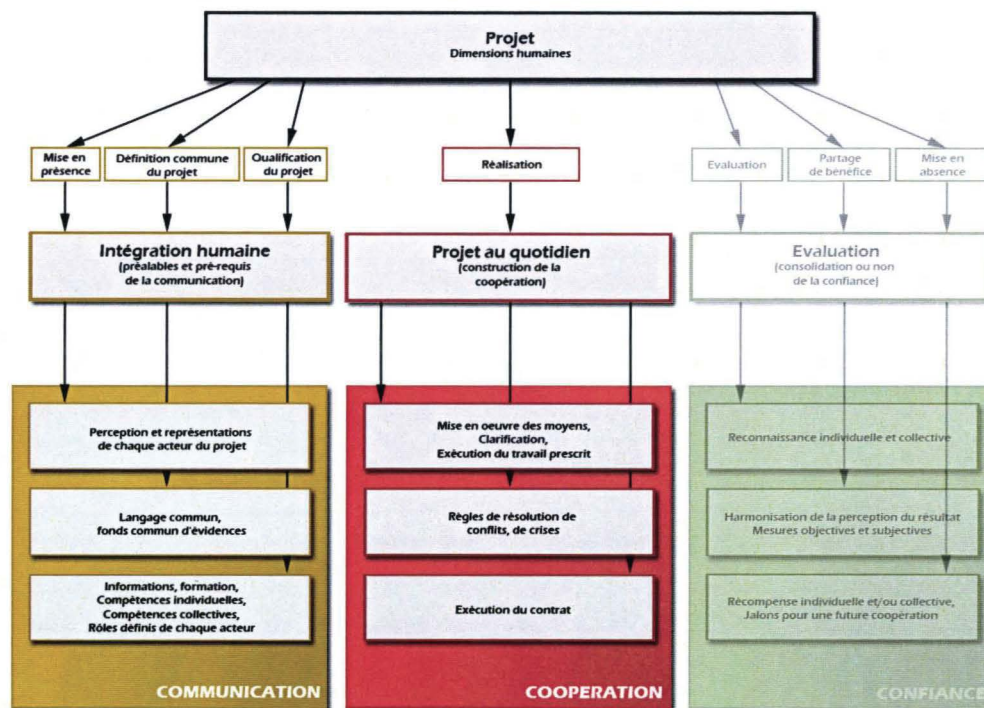 Projet
Dimensions humaines
Mise en
présence
Définition commune
du projet
Qualification
du projet
Réalisation
Evaluation
Partage
de bénéfice
Mise en
absence
Intégration humaine
(préalables et pré-requis
de la communication)
Projet au quotidien
(construction de la
coopération)
Evaluation
(consolidation ou non
de la confiance)
Perception et représentations
de chaque acteur du projet
Langage commun,
fonds commun d'évidences
Informations, formation,
Compétences individuelles,
Compétences collectives,
Rôles définis de chaque acteur
COMMUNICATION
Mise en oeuvre des moyens,
Clarification,
Exécution du travail prescrit
Règles de résolution de
conflits, de crises
Exécution du contrat
COOPERATION
Reconnaissance individuelle et collective
Harmonisation de la perception du résultat
Mesures objectives et subjectives
Récompense individuelle et/ou collective,
Jalons pour une future coopération
CONFIANCE